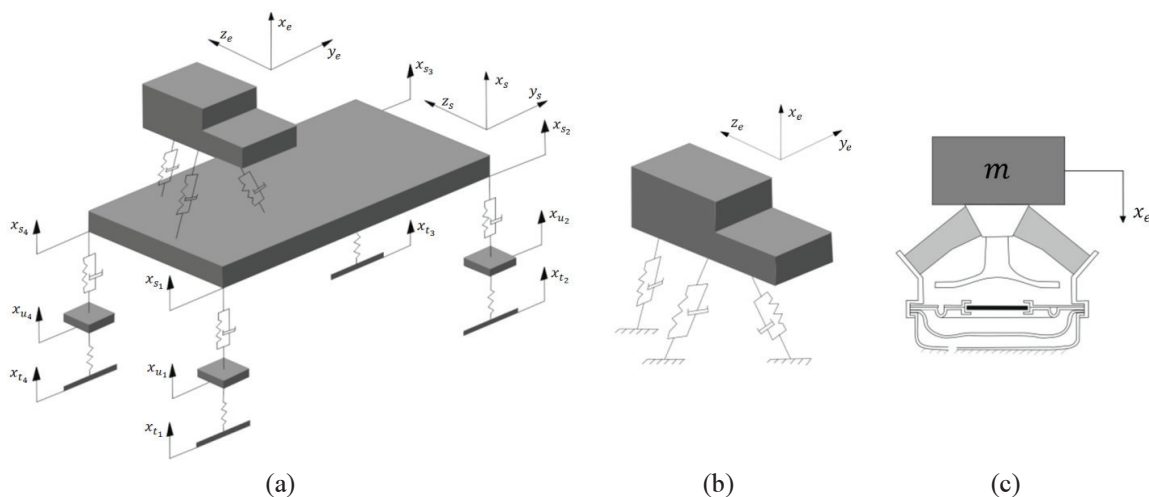 x_e
z_e
y_e
x_{s_3}
x_s
z_s
y_s
x_{s_2}
x_{s_4}
x_{u_2}
x_{t_3}
x_{s_1}
x_{t_2}
x_{u_4}
x_{u_1}
x_{t_4}
x_{t_1}
(a)
x_e
z_e
y_e
(b)
m
x_e
(c)